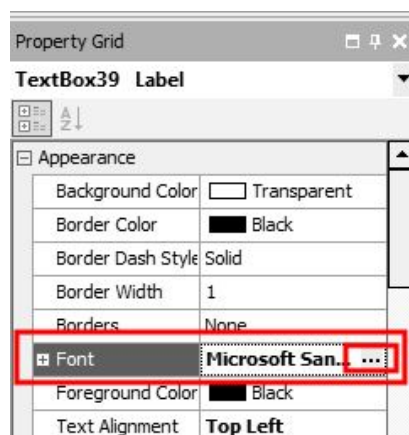 Property Grid
TextBox39 Label
Appearance
Background Color Transparent
Border Color Black
Border Dash Style Solid
Border Width 1
Borders None
Font Microsoft San... ...
Foreground Color Black
Text Alignment Top Left